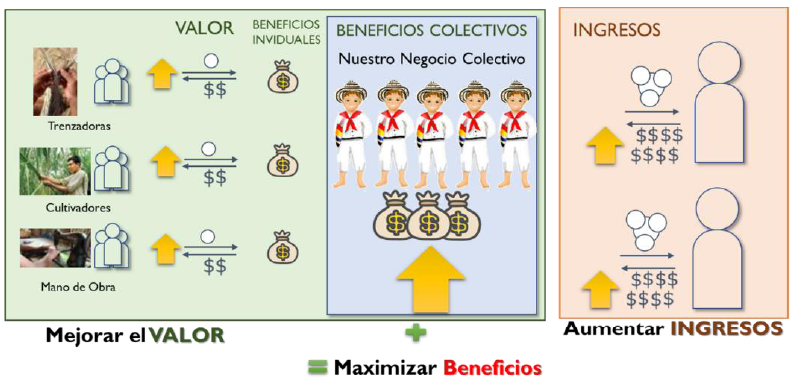 VALOR
BENEFICIOS
INVIDUALES
BENEFICIOS COLECTIVOS
Nuestro Negocio Colectivo
INGRESOS
$$
Trenzadoras
$$$$
$$$$
$$
Cultivadores
$$
Mano de Obra
$$$$
$$$$
Mejorar el VALOR
+
Aumentar INGRESOS
= Maximizar Beneficios